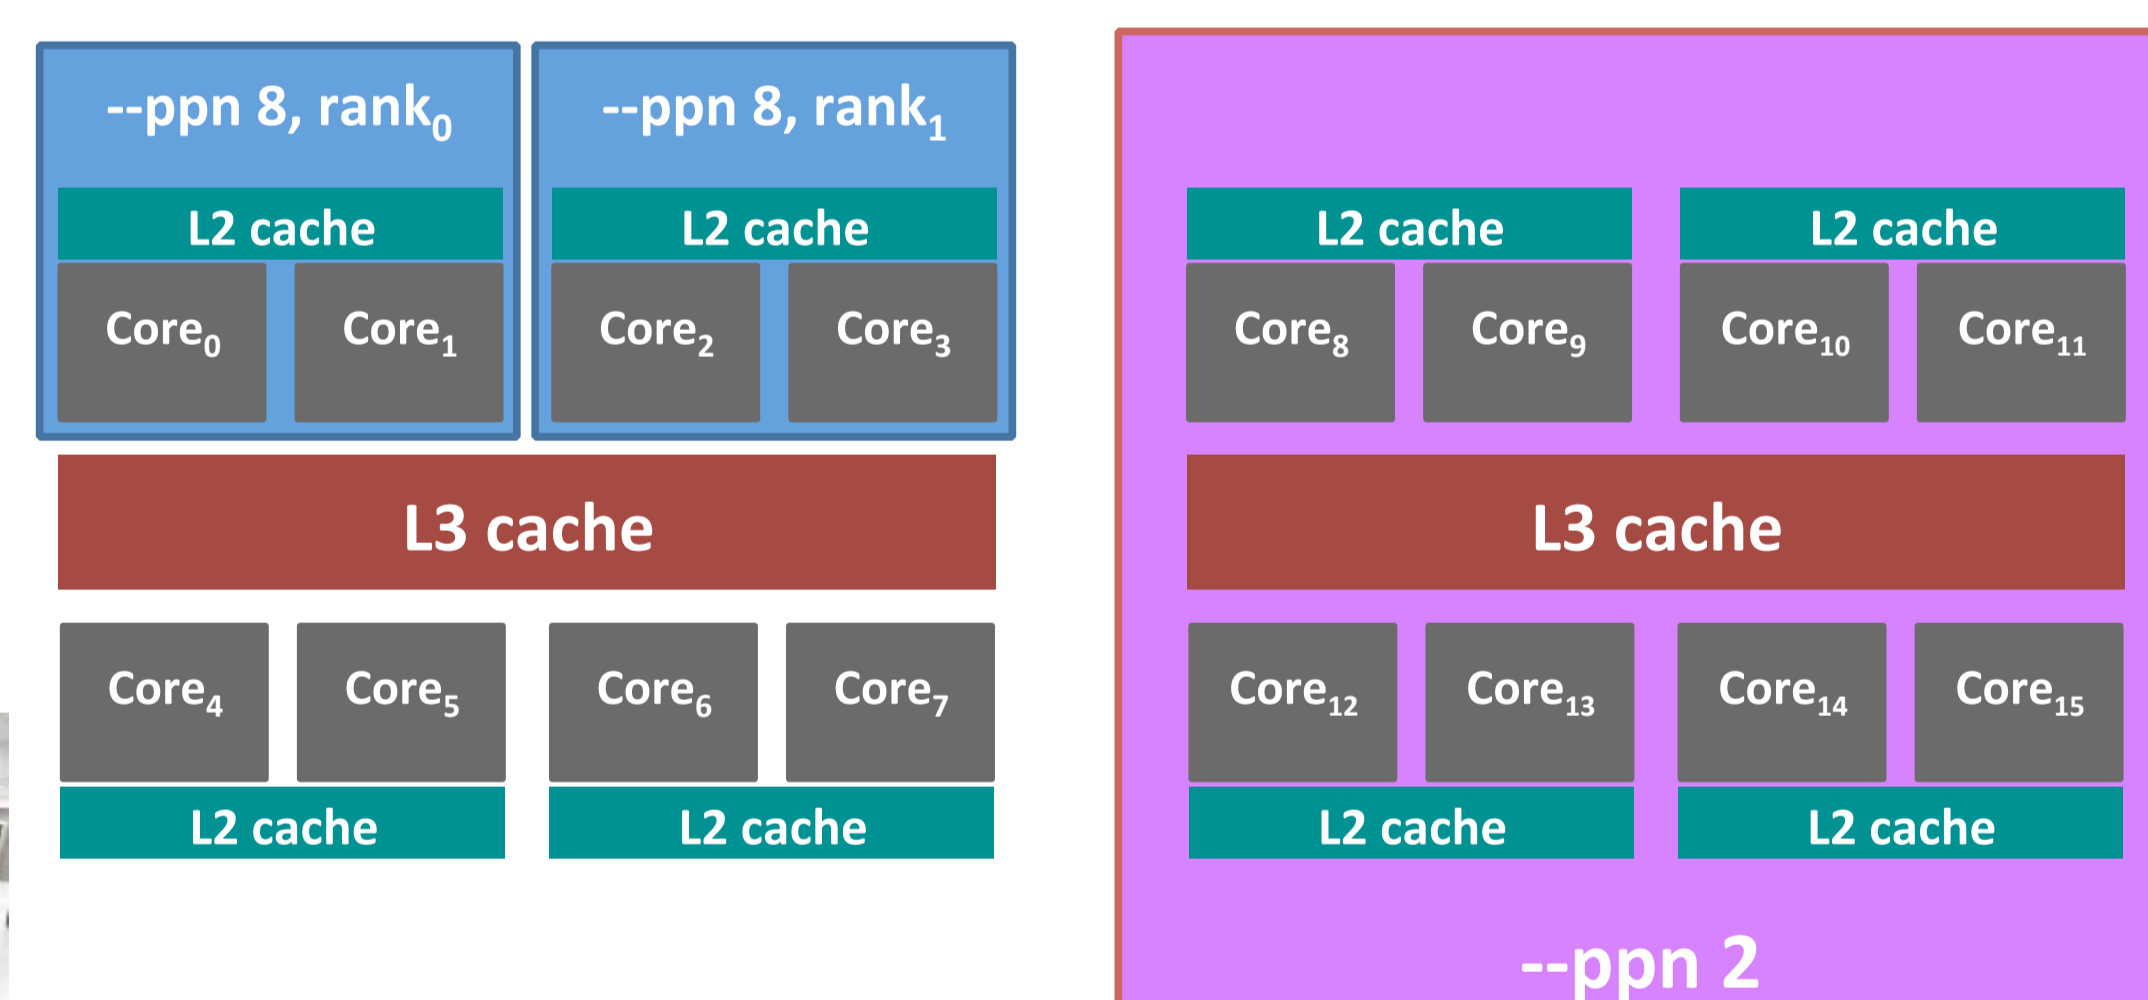 --ppn 8, rank₀
--ppn 8, rank₁
L2 cache
L2 cache
Core₀
Core₁
Core₂
Core₃
L3 cache
Core₄
Core₅
Core₆
Core₇
L2 cache
L2 cache
L2 cache
L2 cache
Core₈
Core₉
Core₁₀
Core₁₁
L3 cache
Core₁₂
Core₁₃
Core₁₄
Core₁₅
L2 cache
L2 cache
--ppn 2